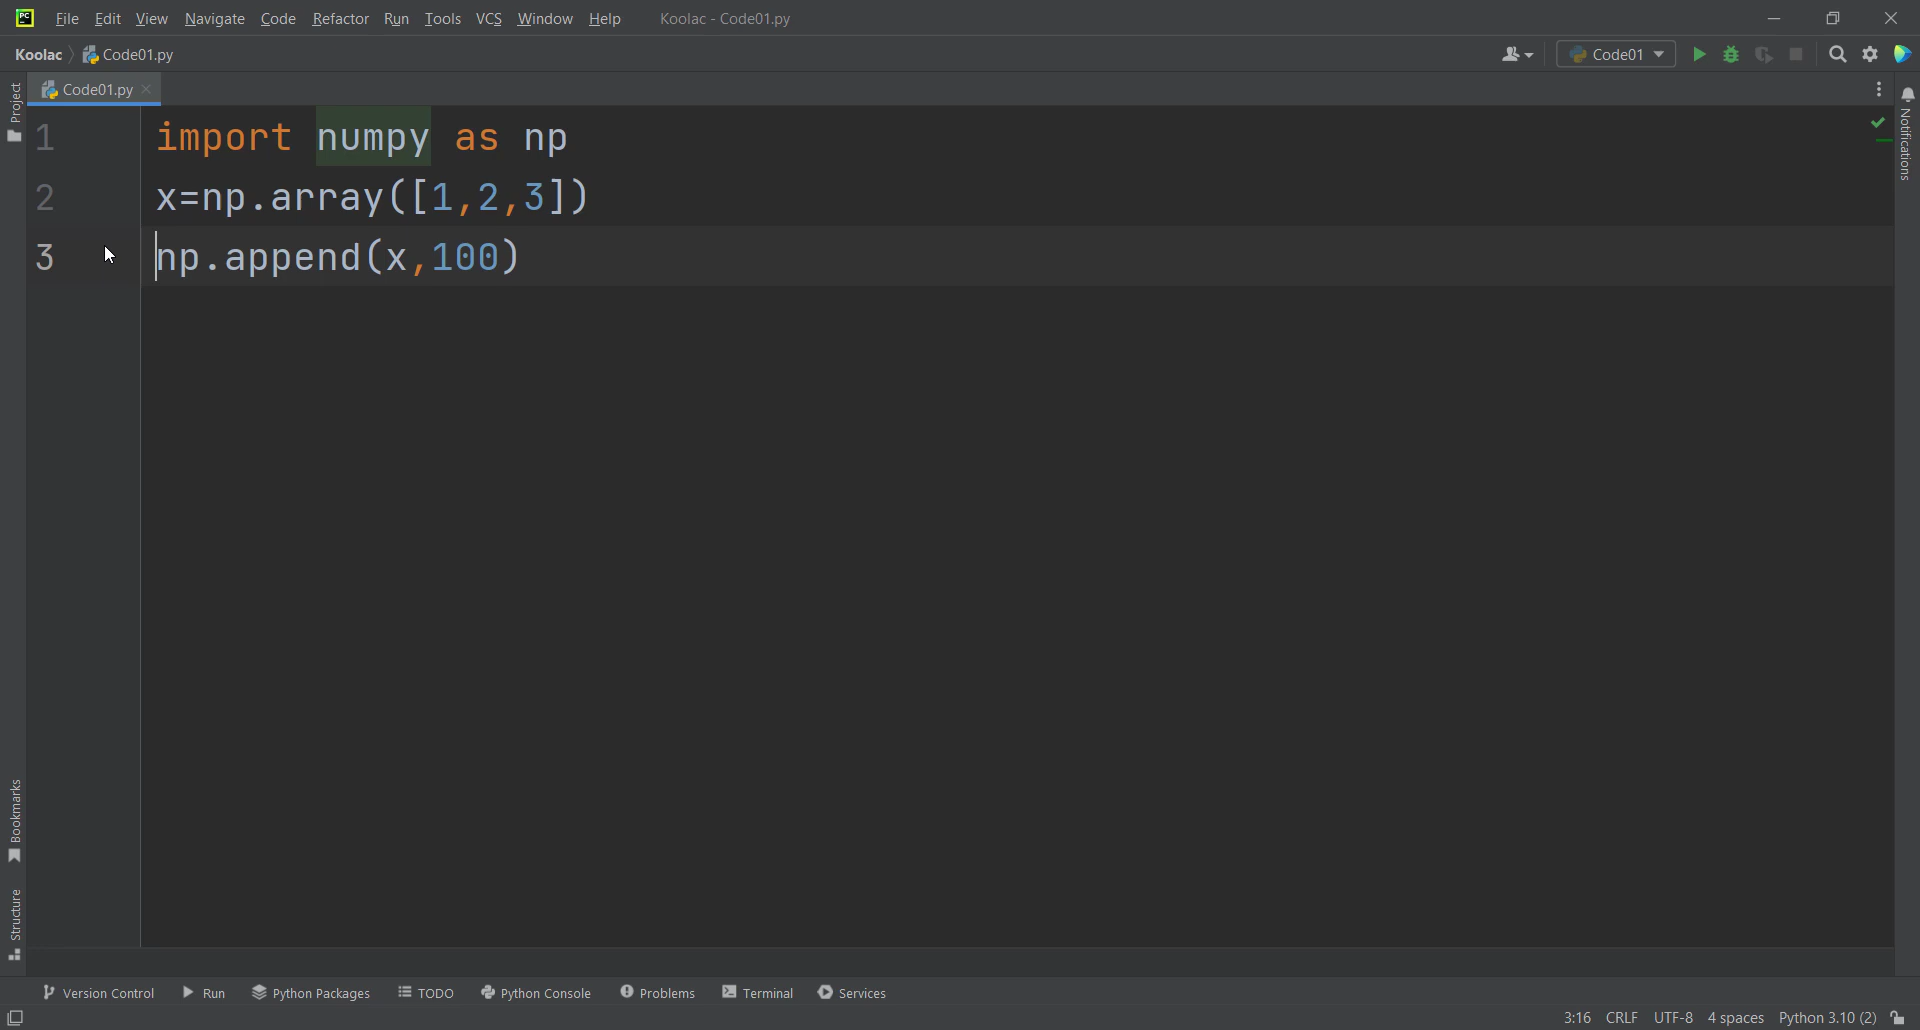 File Edit View Navigate Code Refactor Run Tools VCS Window Help Koolac - Code01.py
Koolac Code01.py Code01
Code01.py
Project
Notifications
1 import numpy as np
2 x=np.array([1,2,3])
3 np.append(x,100)
Bookmarks
Structure
Version Control Run Python Packages TODO Python Console Problems Terminal Services
3:16 CRLF UTF-8 4 spaces Python 3.10 (2)